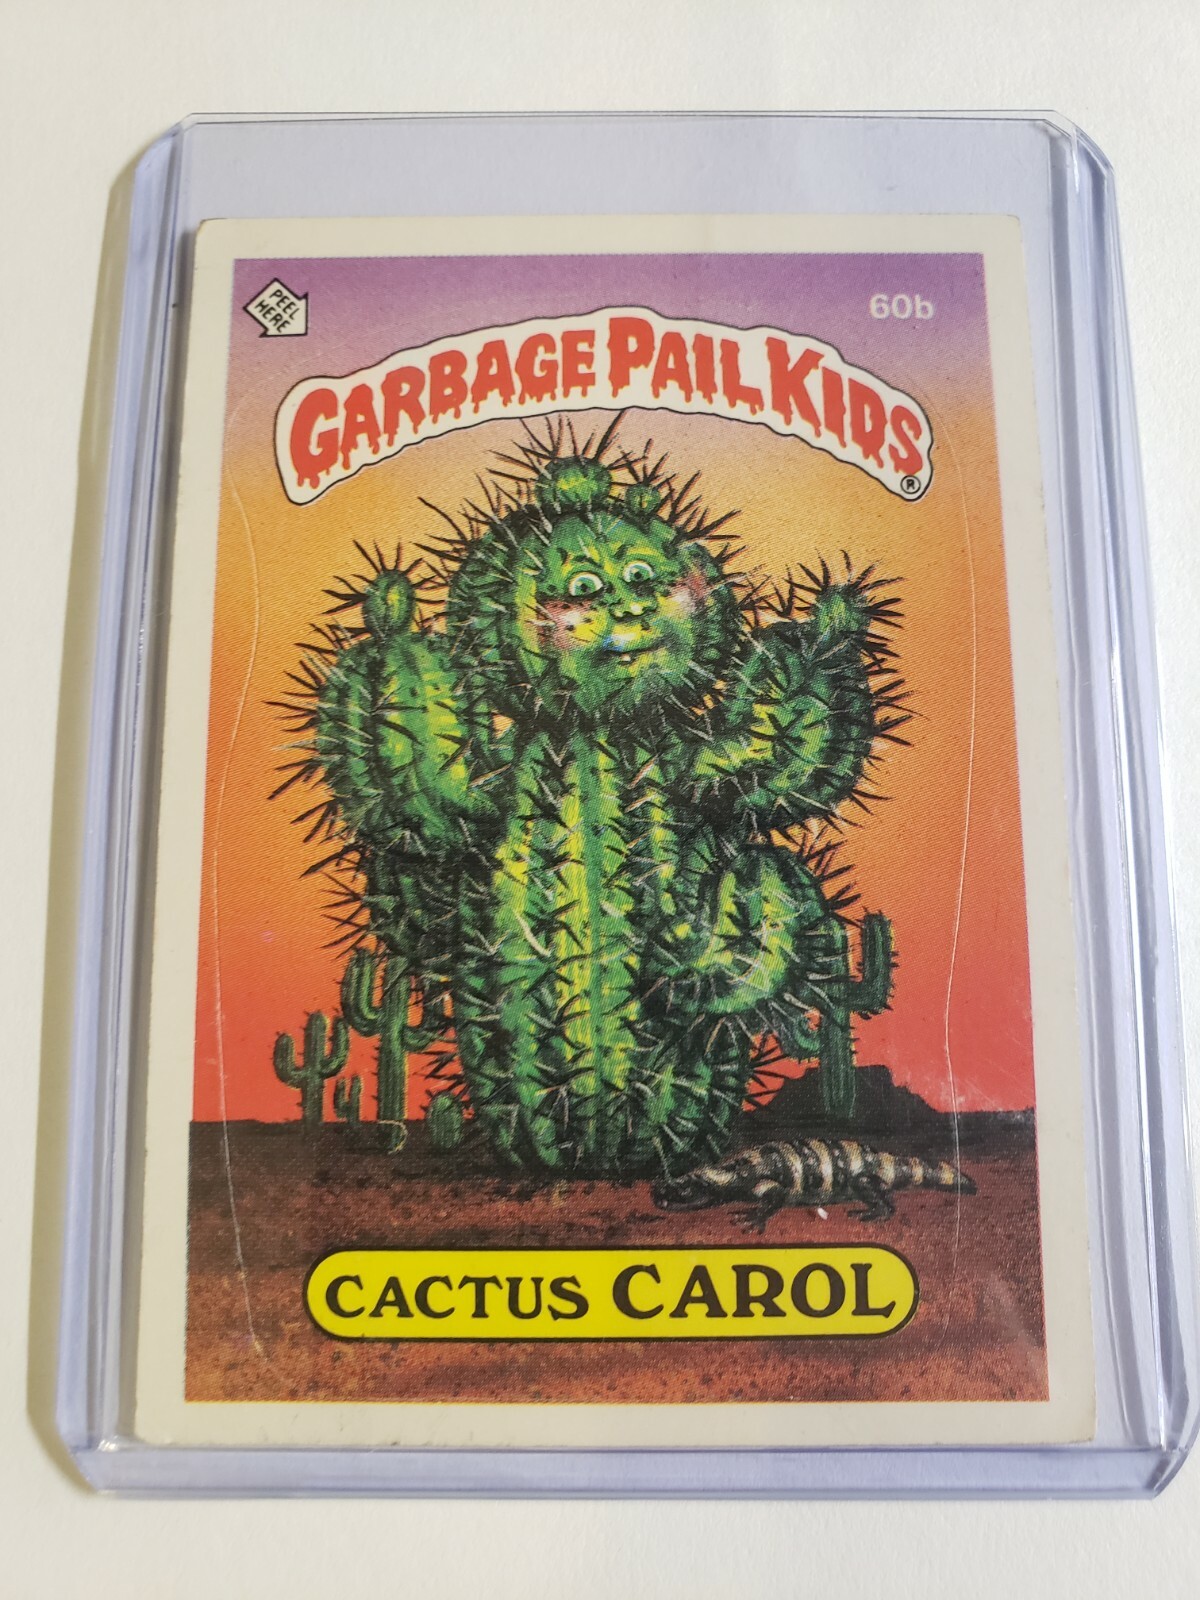 PEEL
HERE
60b
GARBAGE PAIL KIDS
®
CACTUS CAROL